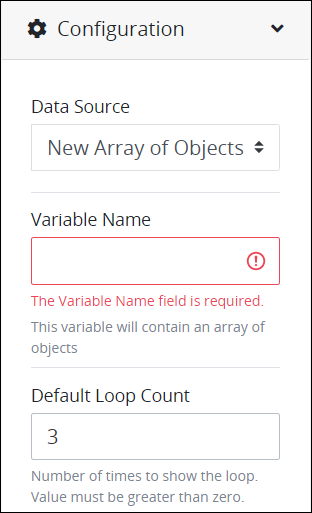 Configuration
Data Source
New Array of Objects
Variable Name
The Variable Name field is required.
This variable will contain an array of
objects
Default Loop Count
3
Number of times to show the loop.
Value must be greater than zero.